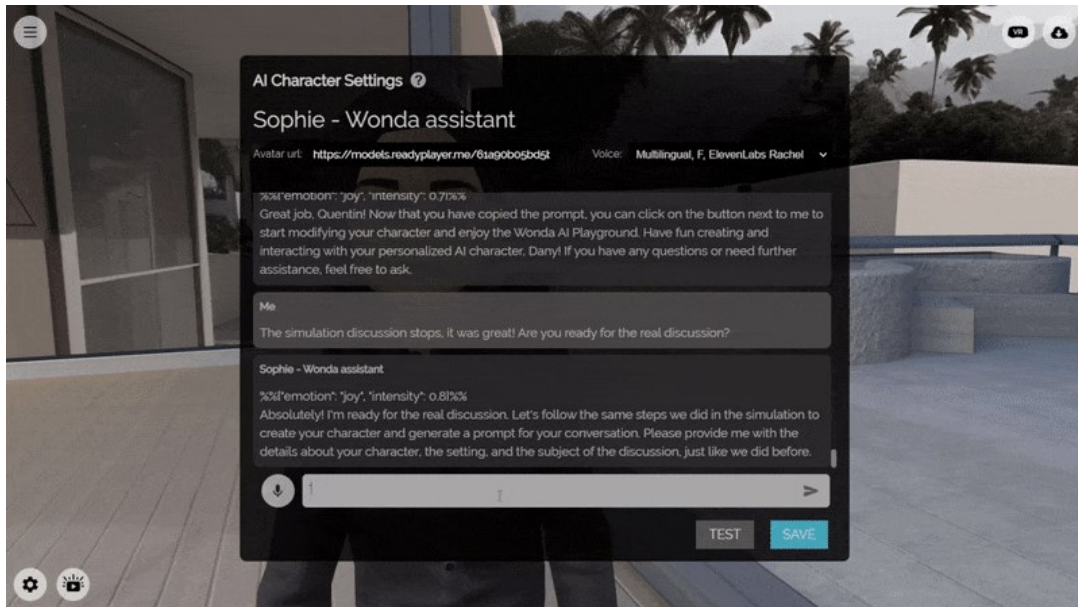 VR
AI Character Settings ?
Sophie - Wonda assistant
Avatar url: https://models.readyplayer.me/61a90b05bd5t Voice: Multilingual, F, ElevenLabs Rachel
%%{"emotion": "joy", "intensity": 0.7}%%
Great job, Quentin! Now that you have copied the prompt, you can click on the button next to me to
start modifying your character and enjoy the Wonda AI Playground. Have fun creating and
interacting with your personalized AI character, Dany! If you have any questions or need further
assistance, feel free to ask.
Me
The simulation discussion stops, it was great! Are you ready for the real discussion?
Sophie - Wonda assistant
%%{"emotion": "joy", "intensity": 0.8}%%
Absolutely! I'm ready for the real discussion. Let's follow the same steps we did in the simulation to
create your character and generate a prompt for your conversation. Please provide me with the
details about your character, the setting, and the subject of the discussion, just like we did before.
TEST SAVE